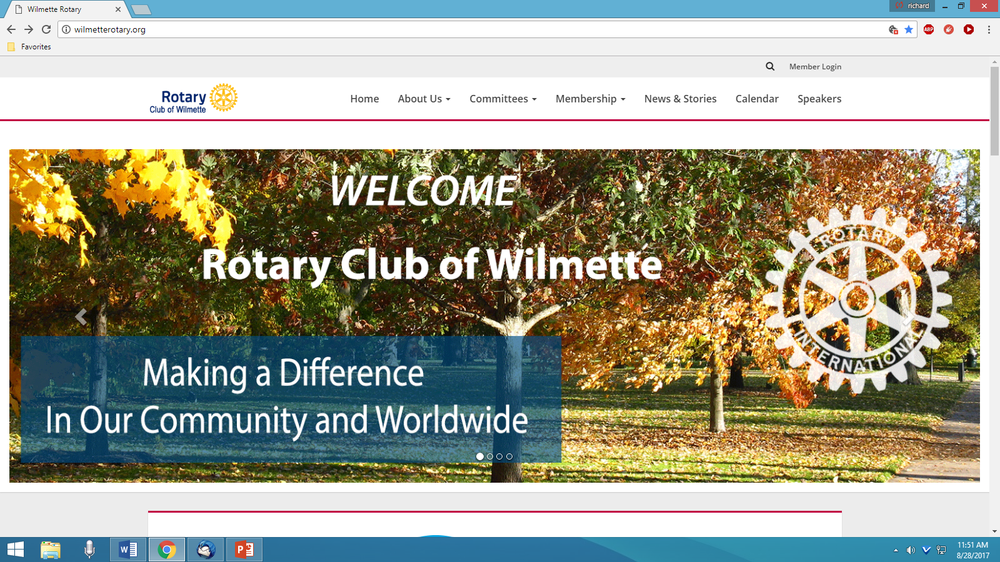 Wilmette Rotary
richard
wilmetterotary.org
ABP
Favorites
Member Login
Rotary
Club of Wilmette
Home About Us Committees Membership News & Stories Calendar Speakers
WELCOME
Rotary Club of Wilmette
ROTARY
INTERNATIONAL
Making a Difference
In Our Community and Worldwide
11:51 AM
8/28/2017